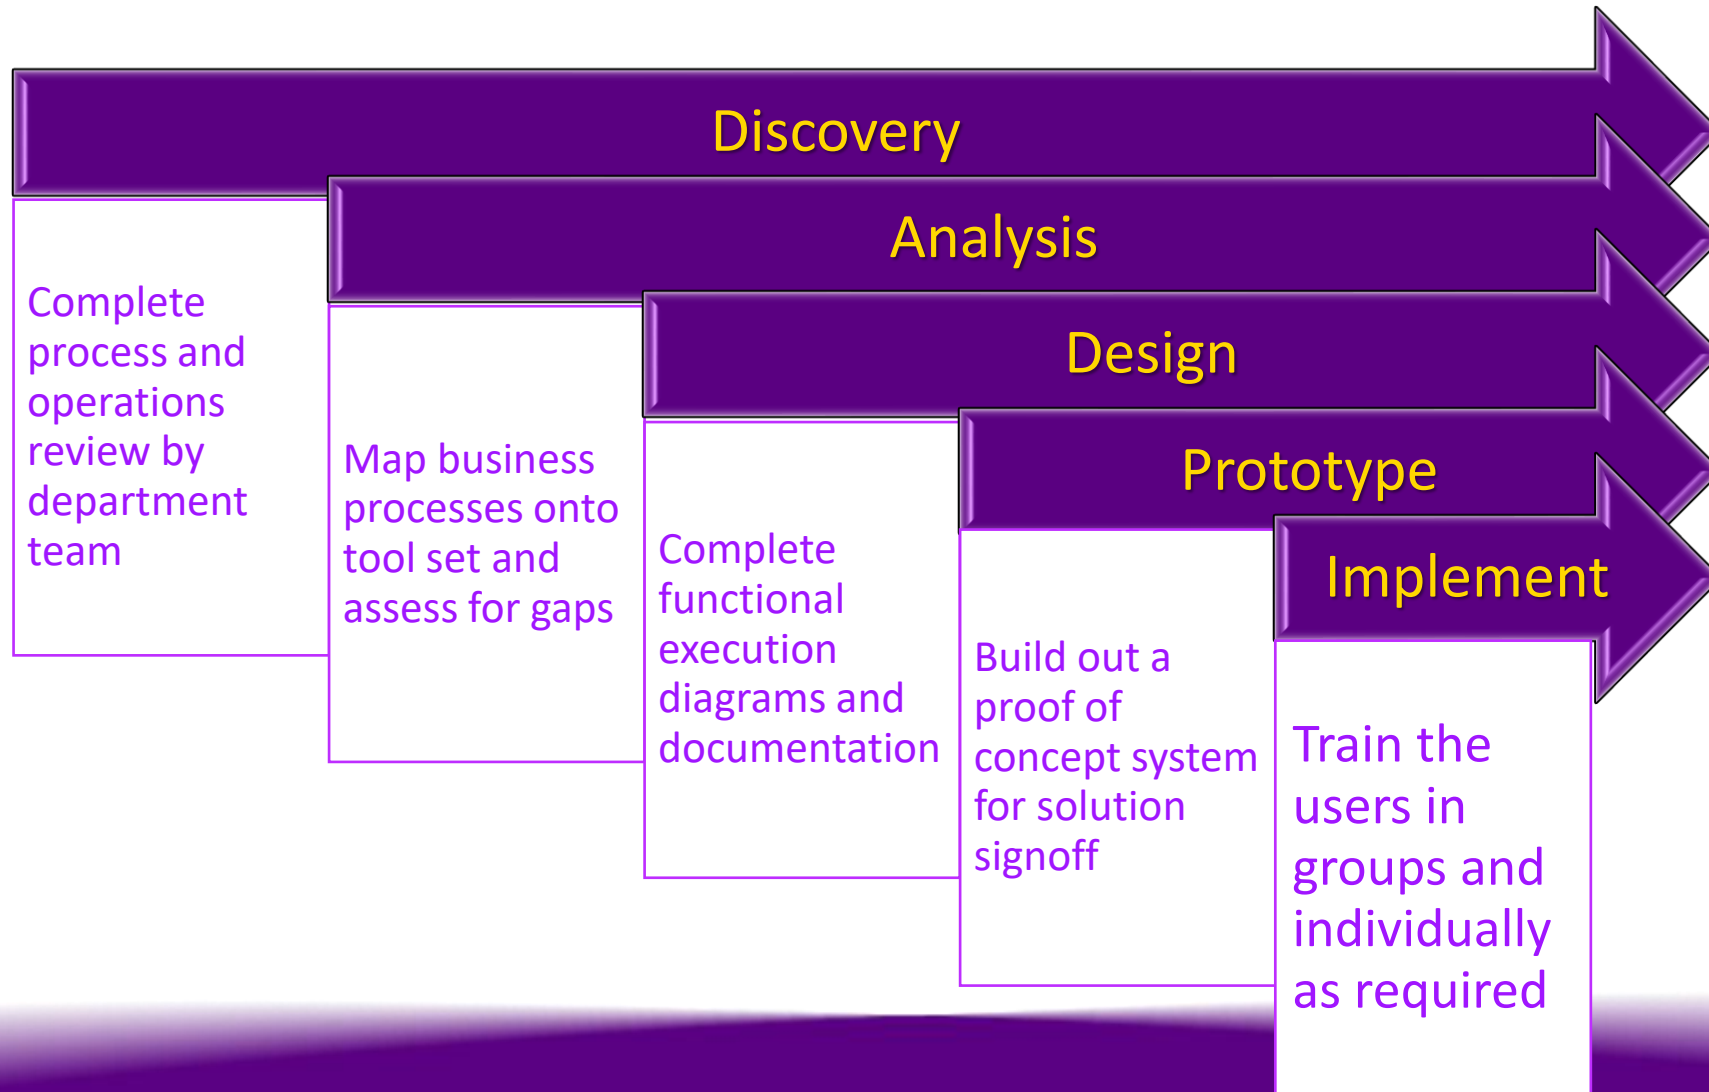 Discovery
Complete
process and
operations
review by
department
team
Analysis
Map business
processes onto
tool set and
assess for gaps
Design
Complete
functional
execution
diagrams and
documentation
Prototype
Build out a
proof of
concept system
for solution
signoff
Implement
Train the
users in
groups and
individually
as required